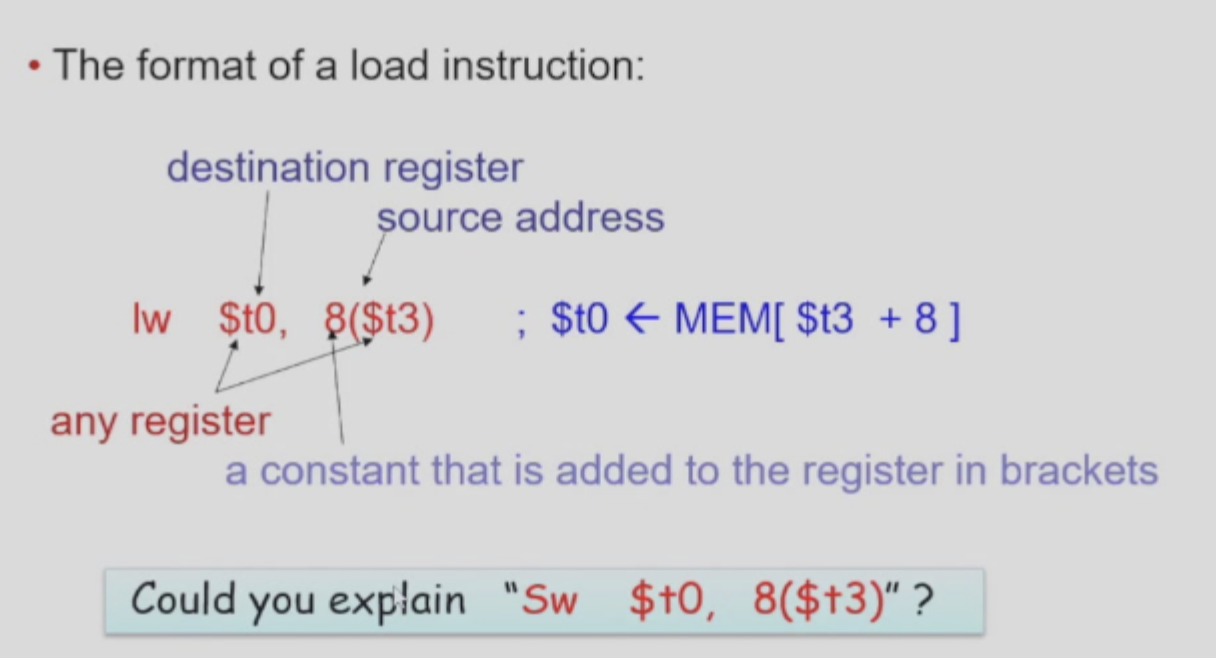 • The format of a load instruction:
destination register
source address
lw $t0, 8($t3) ; $t0 ← MEM[ $t3 + 8 ]
any register
a constant that is added to the register in brackets
Could you explain "Sw $t0, 8($t3)" ?